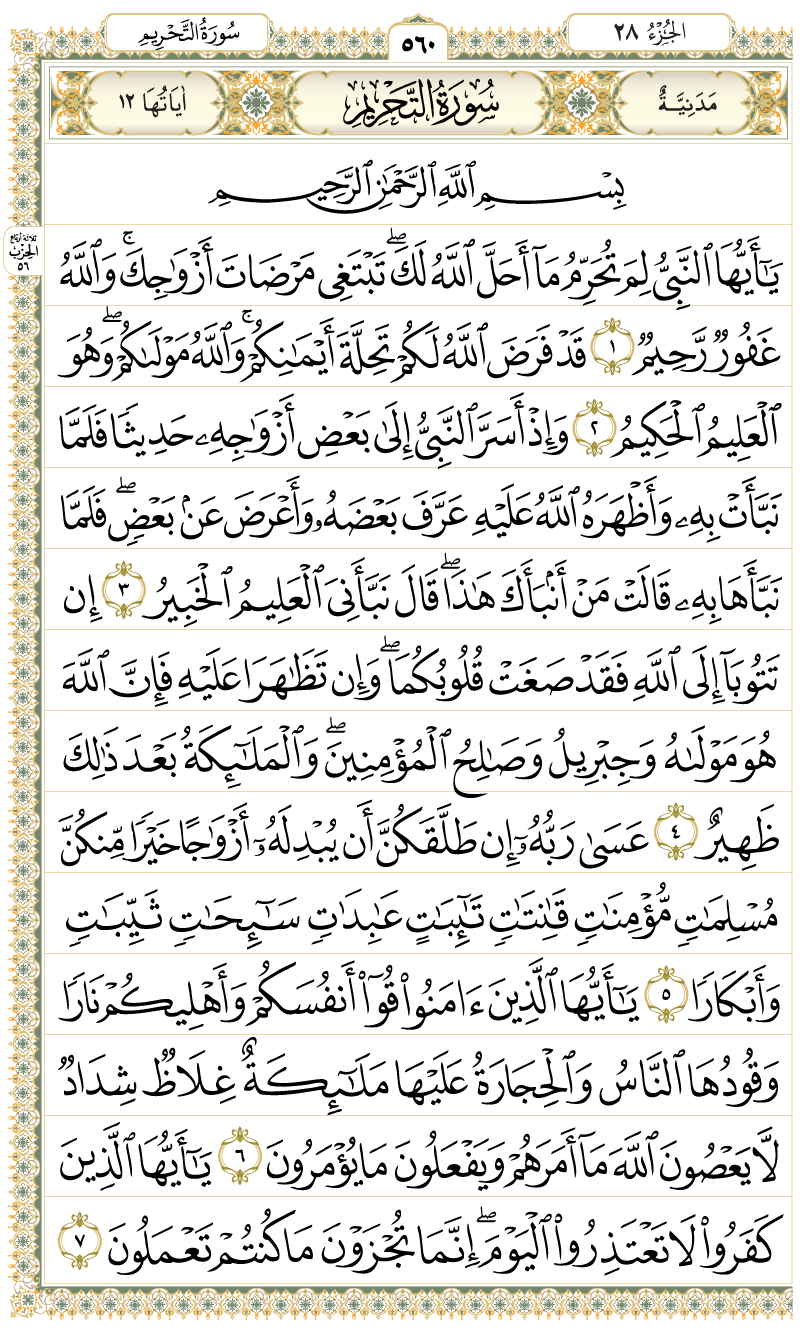 الجُزْءُ ٢٨
٥٦٠
سُورَةُ التَّحْرِيمِ
مَدَنِيَّةٌ
سُورَةُ التَّحْرِيمِ
اٰيَاتُهَا ١٢
بِسْمِ ٱللَّهِ ٱلرَّحْمَٰنِ ٱلرَّحِيمِ
يَٰٓأَيُّهَا ٱلنَّبِيُّ لِمَ تُحَرِّمُ مَآ أَحَلَّ ٱللَّهُ لَكَۖ تَبْتَغِي مَرْضَاتَ أَزْوَٰجِكَۚ وَٱللَّهُ
غَفُورٞ رَّحِيمٞ ١ قَدْ فَرَضَ ٱللَّهُ لَكُمْ تَحِلَّةَ أَيْمَٰنِكُمْۚ وَٱللَّهُ مَوْلَىٰكُمْۖ وَهُوَ
ٱلْعَلِيمُ ٱلْحَكِيمُ ٢ وَإِذْ أَسَرَّ ٱلنَّبِيُّ إِلَىٰ بَعْضِ أَزْوَٰجِهِۦ حَدِيثٗا فَلَمَّا
نَبَّأَتْ بِهِۦ وَأَظْهَرَهُ ٱللَّهُ عَلَيْهِ عَرَّفَ بَعْضَهُۥ وَأَعْرَضَ عَنۢ بَعْضٖۖ فَلَمَّا
نَبَّأَهَا بِهِۦ قَالَتْ مَنْ أَنۢبَأَكَ هَٰذَاۖ قَالَ نَبَّأَنِيَ ٱلْعَلِيمُ ٱلْخَبِيرُ ٣ إِن
تَتُوبَآ إِلَى ٱللَّهِ فَقَدْ صَغَتْ قُلُوبُكُمَاۖ وَإِن تَظَٰهَرَا عَلَيْهِ فَإِنَّ ٱللَّهَ
هُوَ مَوْلَىٰهُ وَجِبْرِيلُ وَصَٰلِحُ ٱلْمُؤْمِنِينَۖ وَٱلْمَلَٰٓئِكَةُ بَعْدَ ذَٰلِكَ
ظَهِيرٌ ٤ عَسَىٰ رَبُّهُۥٓ إِن طَلَّقَكُنَّ أَن يُبْدِلَهُۥٓ أَزْوَٰجًا خَيْرٗا مِّنكُنَّ
مُسْلِمَٰتٖ مُّؤْمِنَٰتٖ قَٰنِتَٰتٖ تَٰٓئِبَٰتٍ عَٰبِدَٰتٖ سَٰٓئِحَٰتٖ ثَيِّبَٰتٖ
وَأَبْكَارٗا ٥ يَٰٓأَيُّهَا ٱلَّذِينَ ءَامَنُوا۟ قُوٓا۟ أَنفُسَكُمْ وَأَهْلِيكُمْ نَارٗا
وَقُودُهَا ٱلنَّاسُ وَٱلْحِجَارَةُ عَلَيْهَا مَلَٰٓئِكَةٌ غِلَاظٞ شِدَادٞ
لَّا يَعْصُونَ ٱللَّهَ مَآ أَمَرَهُمْ وَيَفْعَلُونَ مَا يُؤْمَرُونَ ٦ يَٰٓأَيُّهَا ٱلَّذِينَ
كَفَرُوا۟ لَا تَعْتَذِرُوا۟ ٱلْيَوْمَۖ إِنَّمَا تُجْزَوْنَ مَا كُنتُمْ تَعْمَلُونَ ٧
ثلاثة أرباع
الحِزْب
٥٦